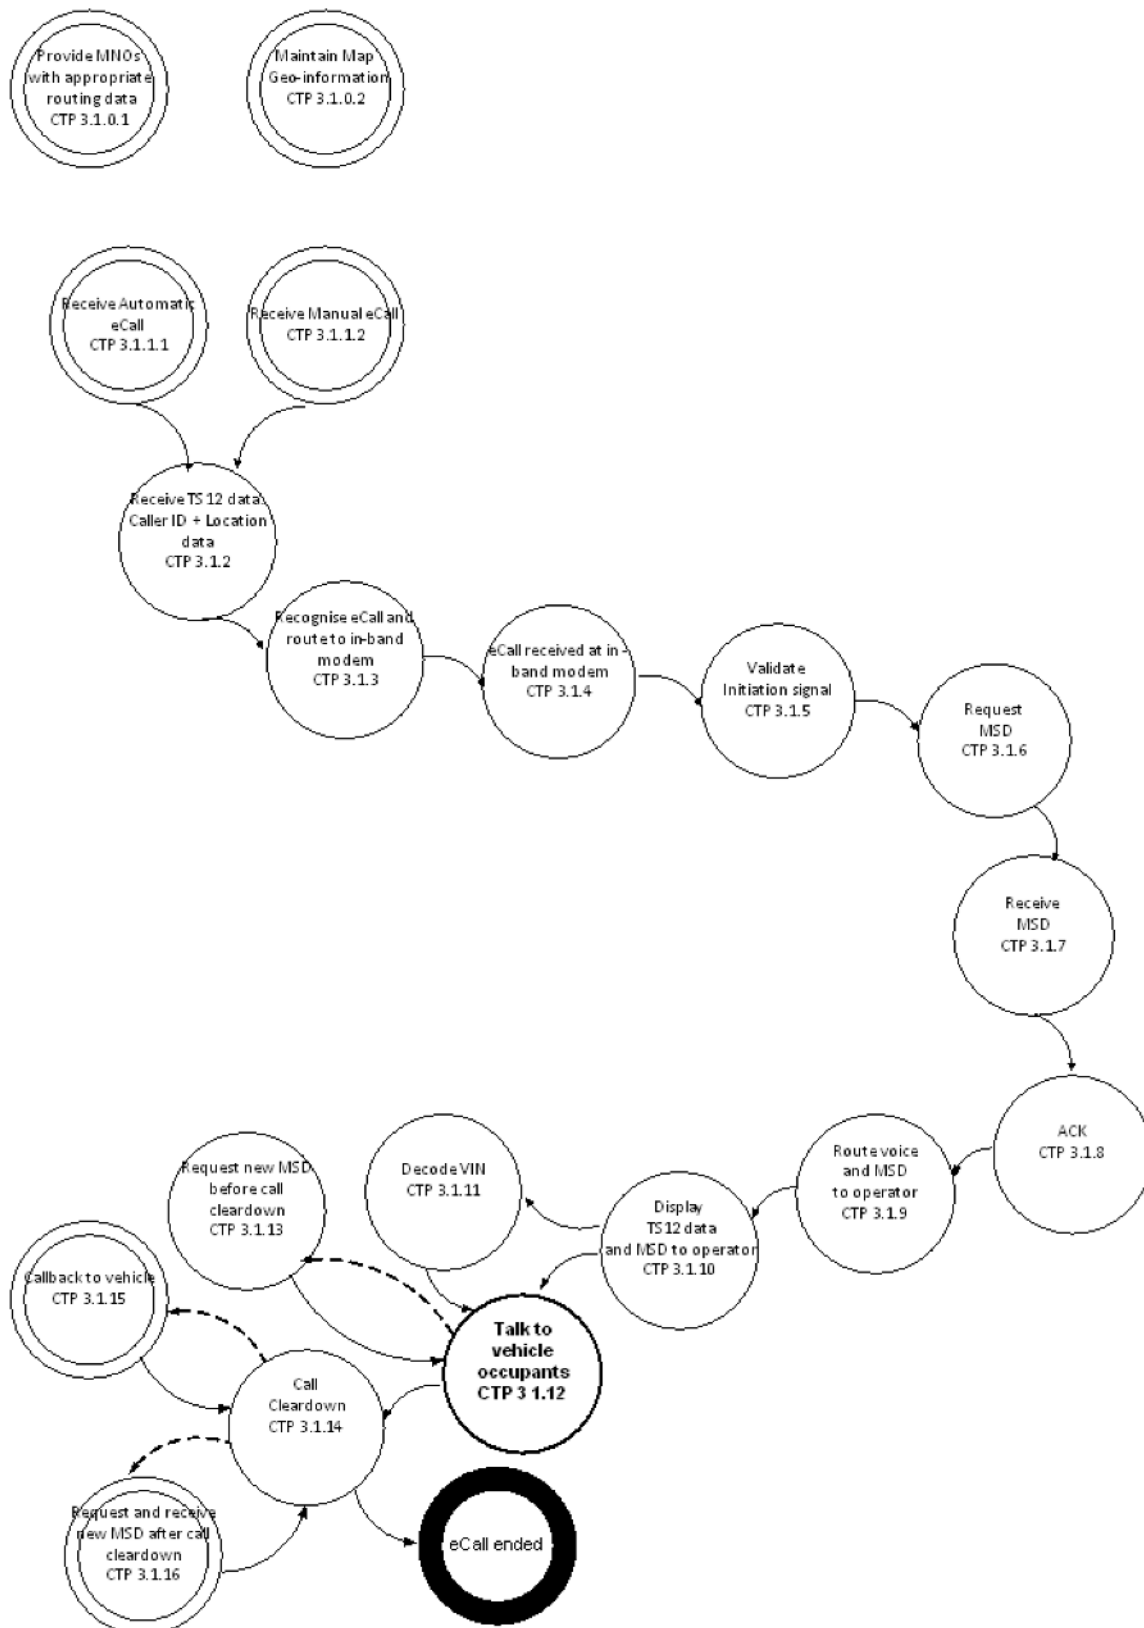 Provide MNOs
with appropriate
routing data
CTP 3.1.0.1
Maintain Map
Geo-information
CTP 3.1.0.2
Receive Automatic
eCall
CTP 3.1.1.1
Receive Manual eCall
CTP 3.1.1.2
Receive TS12 data:
Caller ID + Location
data
CTP 3.1.2
Recognise eCall and
route to in-band
modem
CTP 3.1.3
eCall received at in -
band modem
CTP 3.1.4
Validate
Initiation signal
CTP 3.1.5
Request
MSD
CTP 3.1.6
Receive
MSD
CTP 3.1.7
ACK
CTP 3.1.8
Route voice
and MSD
to operator
CTP 3.1.9
Display
TS12 data
and MSD to operator
CTP 3.1.10
Decode VIN
CTP 3.1.11
Talk to
vehicle
occupants
CTP 3 1.12
Request new MSD
before call
cleardown
CTP 3.1.13
Call
Cleardown
CTP 3.1.14
Callback to vehicle
CTP 3.1.15
Request and receive
new MSD after call
cleardown
CTP 3.1.16
eCall ended